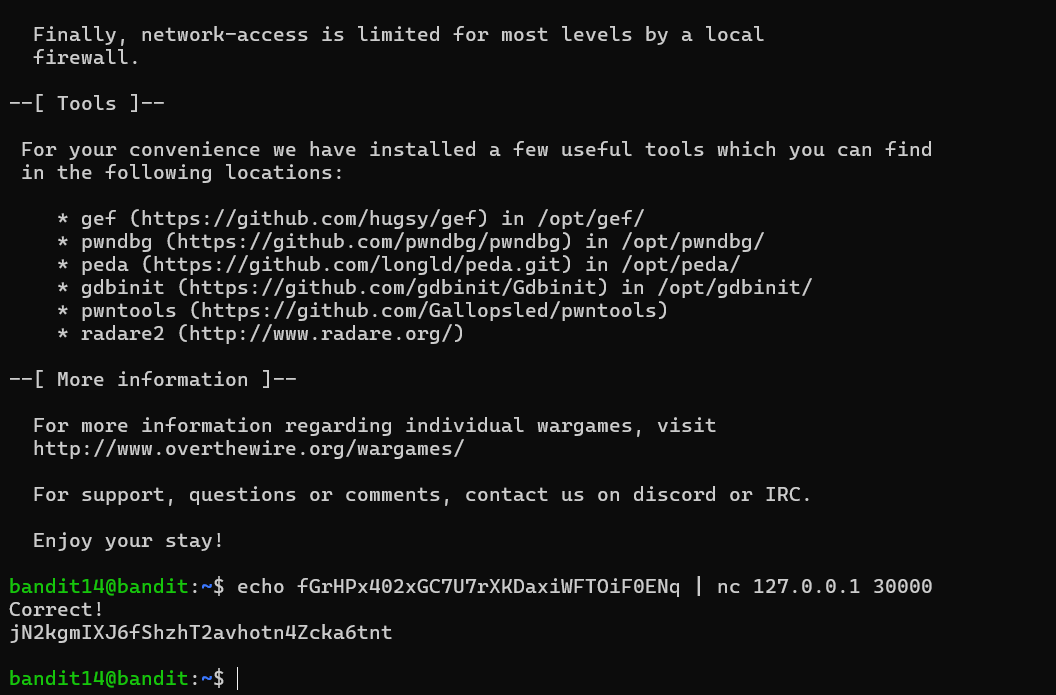 Finally, network-access is limited for most levels by a local
firewall.
--[ Tools ]--
For your convenience we have installed a few useful tools which you can find
in the following locations:
* gef (https://github.com/hugsy/gef) in /opt/gef/
* pwndbg (https://github.com/pwndbg/pwndbg) in /opt/pwndbg/
* peda (https://github.com/longld/peda.git) in /opt/peda/
* gdbinit (https://github.com/gdbinit/Gdbinit) in /opt/gdbinit/
* pwntools (https://github.com/Gallopsled/pwntools)
* radare2 (http://www.radare.org/)
--[ More information ]--
For more information regarding individual wargames, visit
http://www.overthewire.org/wargames/
For support, questions or comments, contact us on discord or IRC.
Enjoy your stay!
bandit14@bandit:~$ echo fGrHPx402xGC7U7rXKDaxiWFTOiF0ENq | nc 127.0.0.1 30000
Correct!
jN2kgmIXJ6fShzhT2avhotn4Zcka6tnt
bandit14@bandit:~$